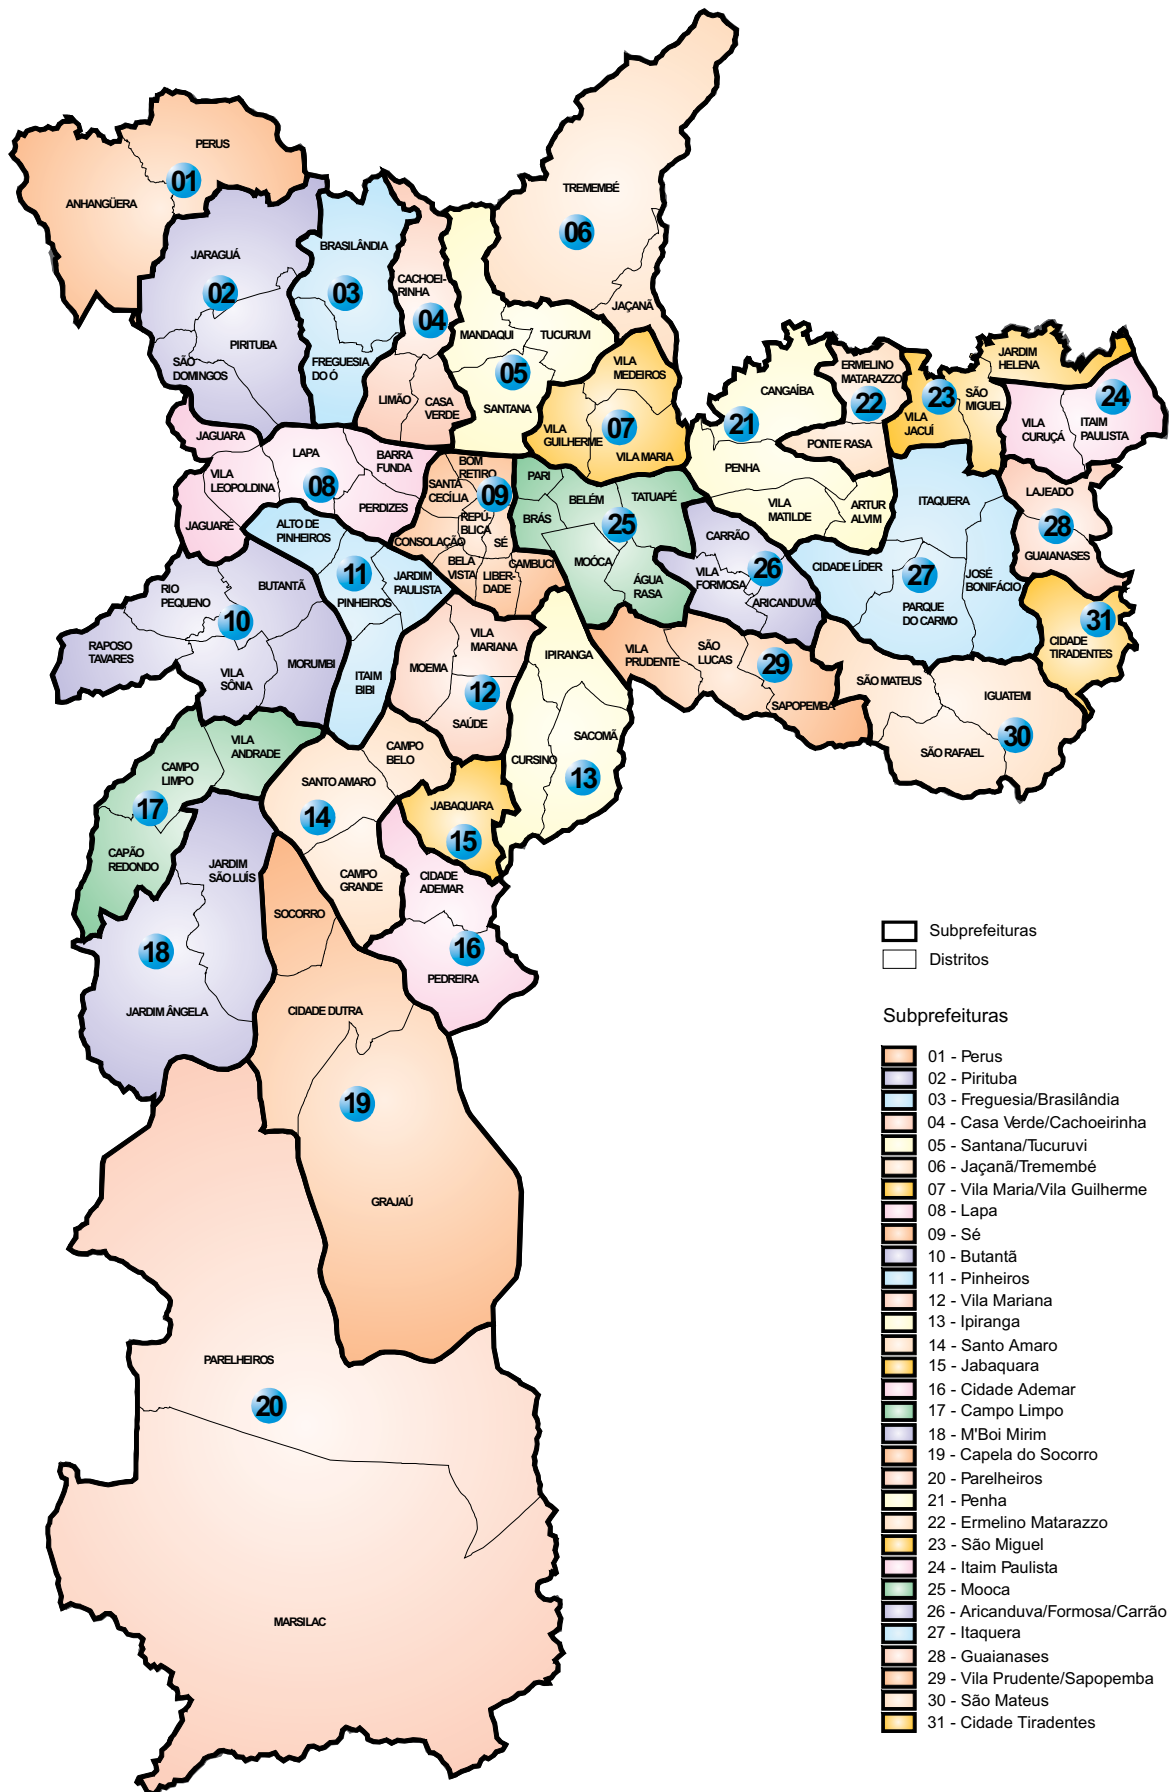 PERUS
01
ANHANGÜERA
TREMEMBÉ
06
JAÇANÃ
JARAGUÁ
02
PIRITUBA
SÃO
DOMINGOS
BRASILÂNDIA
03
FREGUESIA
DO Ó
CACHOEI-
RINHA
04
LIMÃO
CASA
VERDE
MANDAQUI
TUCURUVI
05
SANTANA
VILA
MEDEIROS
VILA
GUILHERME
07
VILA MARIA
CANGAÍBA
21
PENHA
VILA
MATILDE
ARTUR
ALVIM
ERMELINO
MATARAZZO
22
PONTE RASA
JARDIM
HELENA
23
SÃO
MIGUEL
VILA
JACUÍ
24
VILA
CURUÇÁ
ITAIM
PAULISTA
JAGUARA
LAPA
BARRA
FUNDA
VILA
LEOPOLDINA
08
PERDIZES
JAGUARÉ
BOM
RETIRO
09
SANTA
CECÍLIA
REPÚ-
BLICA
SÉ
CONSOLAÇÃO
BELA
VISTA
LIBER-
DADE
CAMBUCI
PARI
BELÉM
TATUAPÉ
BRÁS
25
MOÓCA
ÁGUA
RASA
CARRÃO
VILA
FORMOSA
26
ARICANDUVA
ITAQUERA
CIDADE LÍDER
27
JOSÉ
BONIFÁCIO
PARQUE
DO CARMO
LAJEADO
28
GUAIANASES
31
CIDADE
TIRADENTES
ALTO DE
PINHEIROS
11
PINHEIROS
JARDIM
PAULISTA
ITAIM
BIBI
RIO
PEQUENO
BUTANTÃ
10
RAPOSO
TAVARES
VILA
SÔNIA
MORUMBI
VILA
MARIANA
MOEMA
12
SAÚDE
IPIRANGA
SACOMÃ
CURSINO
13
VILA
PRUDENTE
SÃO
LUCAS
29
SAPOPEMBA
SÃO MATEUS
IGUATEMI
SÃO RAFAEL
30
VILA
ANDRADE
CAMPO
LIMPO
17
CAPÃO
REDONDO
CAMPO
BELO
SANTO AMARO
14
CAMPO
GRANDE
JABAQUARA
15
CIDADE
ADEMAR
16
PEDREIRA
JARDIM
SÃO LUÍS
18
JARDIM ÂNGELA
SOCORRO
CIDADE DUTRA
19
GRAJAÚ
PARELHEIROS
20
MARSILAC
Subprefeituras
Distritos
Subprefeituras
01 - Perus
02 - Pirituba
03 - Freguesia/Brasilândia
04 - Casa Verde/Cachoeirinha
05 - Santana/Tucuruvi
06 - Jaçanã/Tremembé
07 - Vila Maria/Vila Guilherme
08 - Lapa
09 - Sé
10 - Butantã
11 - Pinheiros
12 - Vila Mariana
13 - Ipiranga
14 - Santo Amaro
15 - Jabaquara
16 - Cidade Ademar
17 - Campo Limpo
18 - M'Boi Mirim
19 - Capela do Socorro
20 - Parelheiros
21 - Penha
22 - Ermelino Matarazzo
23 - São Miguel
24 - Itaim Paulista
25 - Mooca
26 - Aricanduva/Formosa/Carrão
27 - Itaquera
28 - Guaianases
29 - Vila Prudente/Sapopemba
30 - São Mateus
31 - Cidade Tiradentes